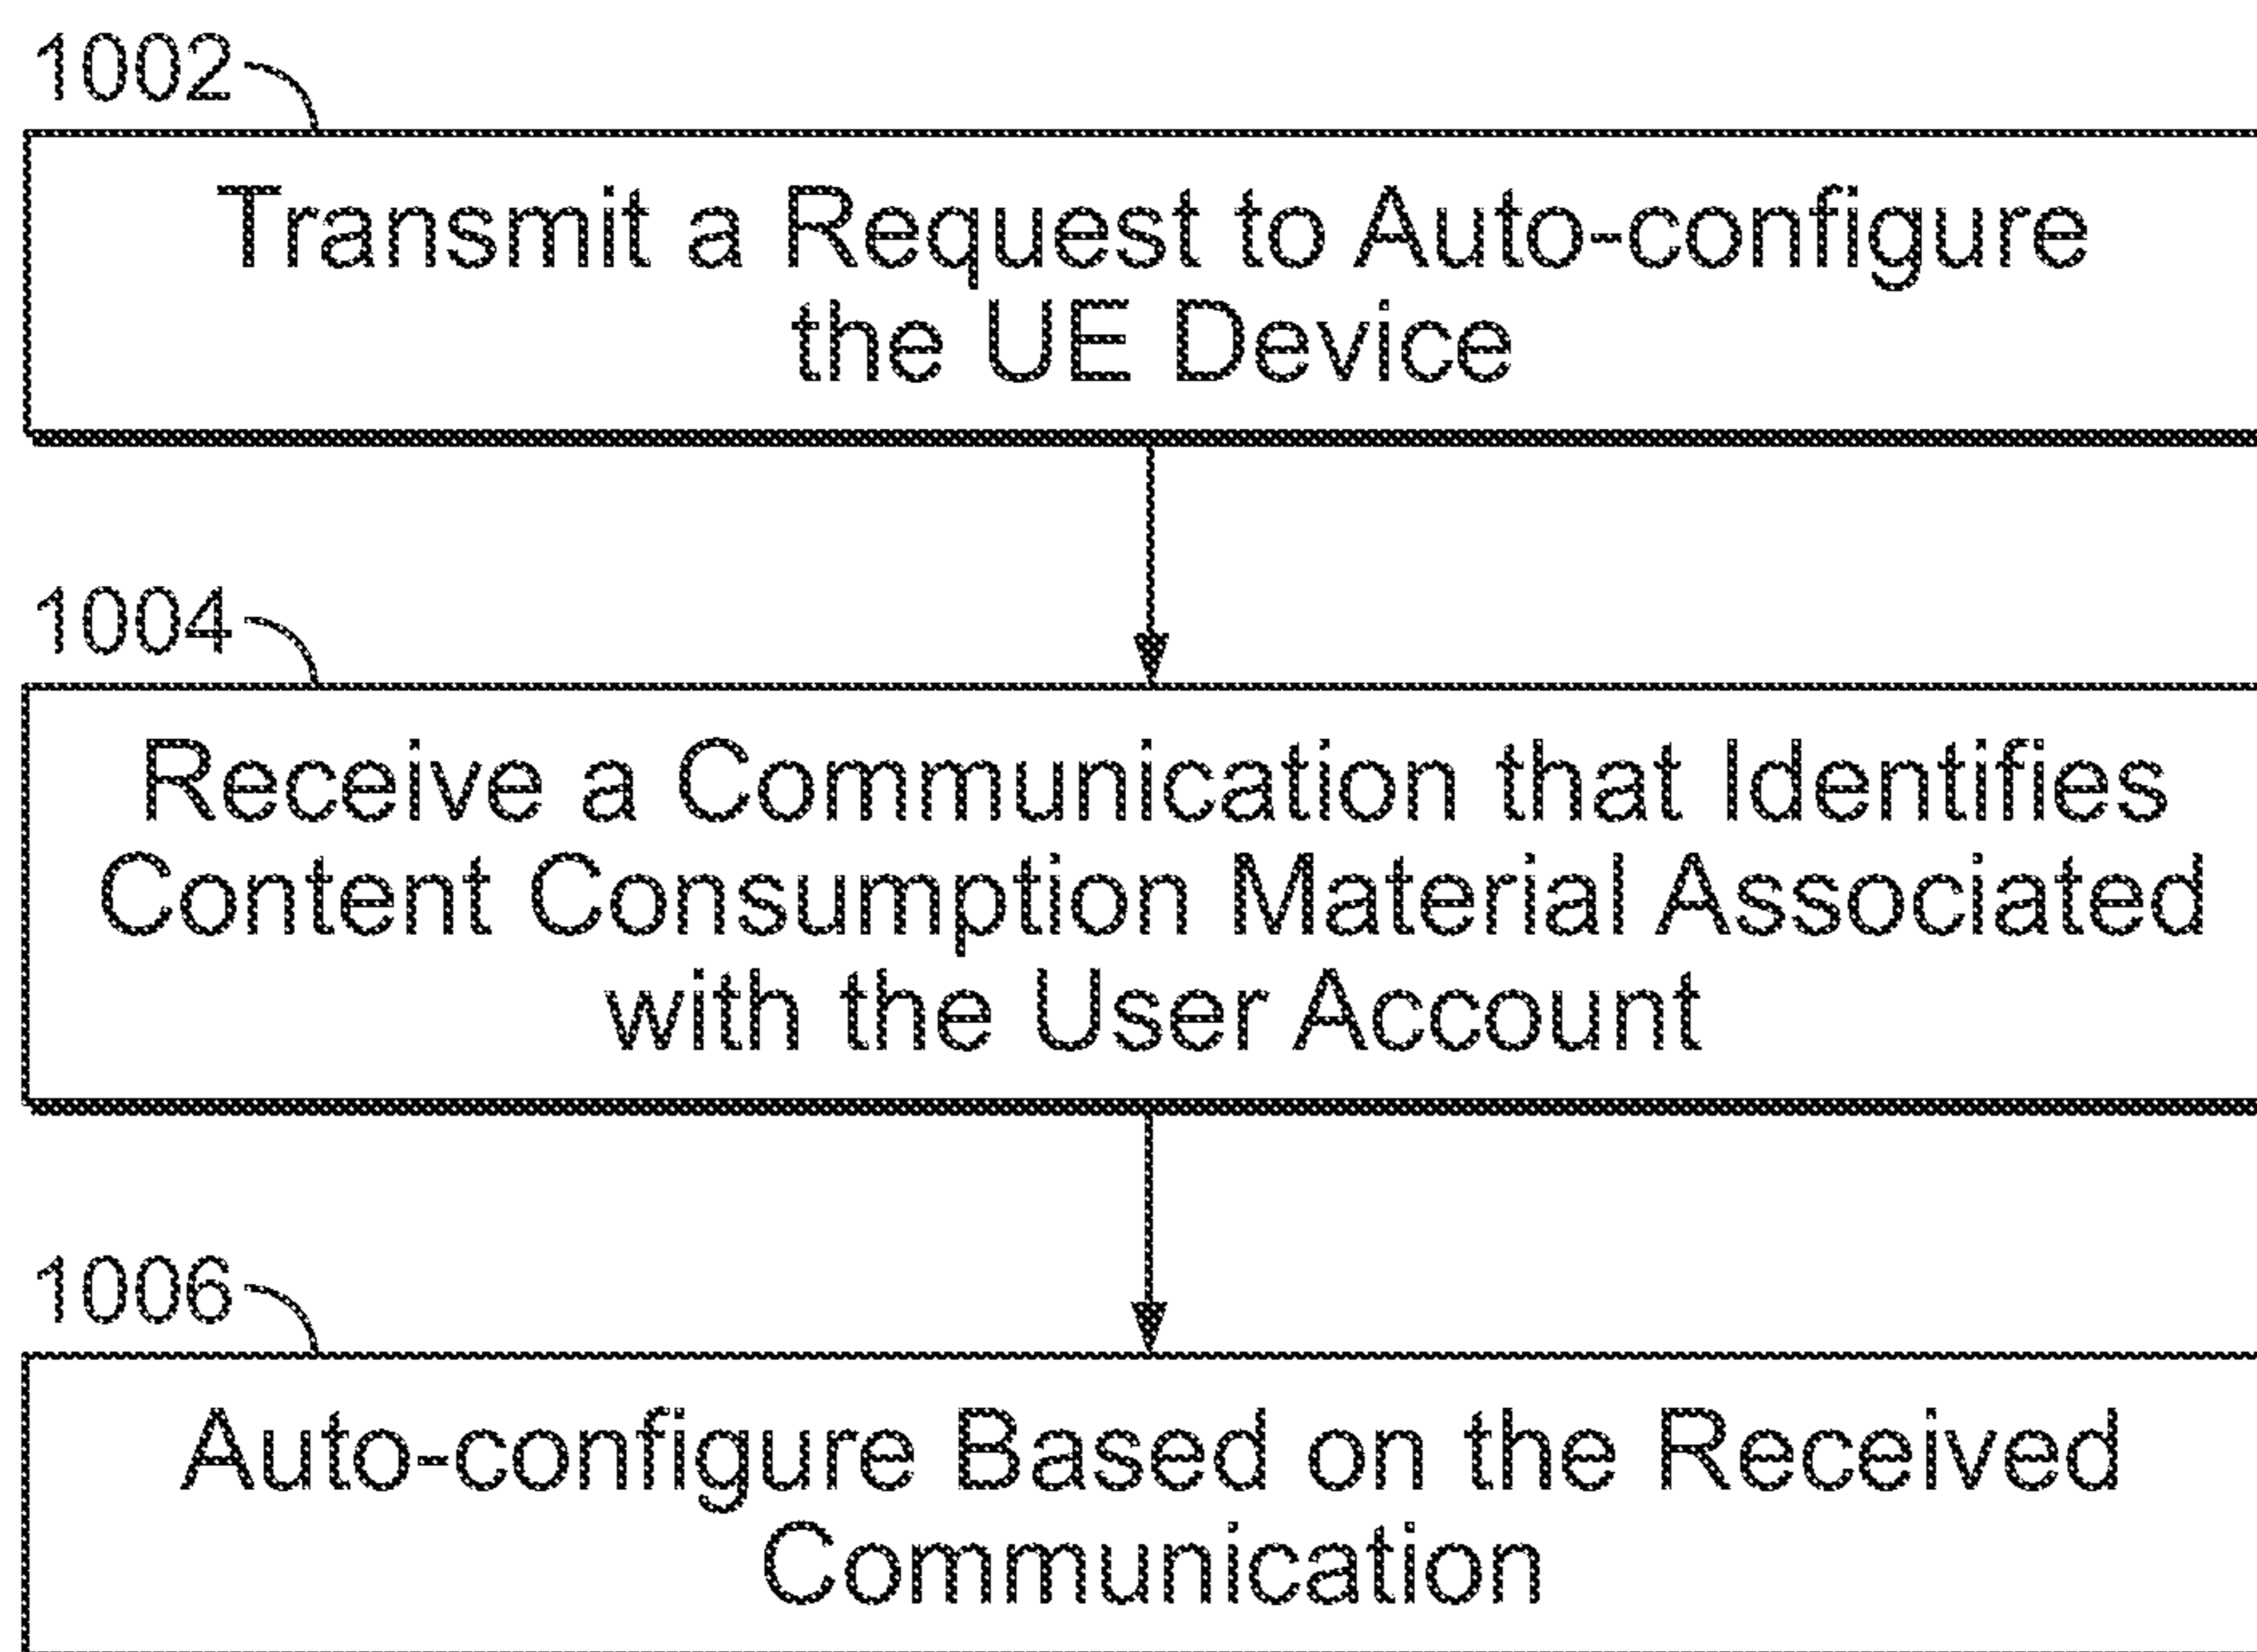 1002
Transmit a Request to Auto-configure
the UE Device
1004
Receive a Communication that Identifies
Content Consumption Material Associated
with the User Account
1006
Auto-configure Based on the Received
Communication